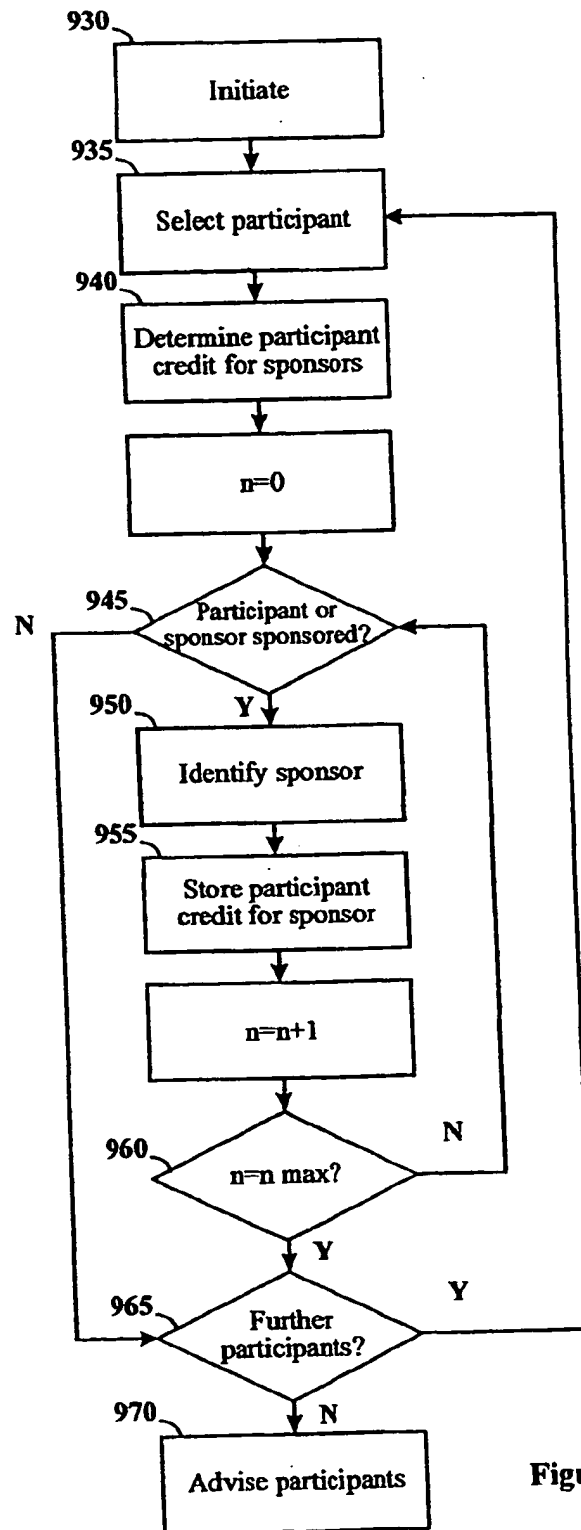 930
Initiate
935
Select participant
940
Determine participant
credit for sponsors
n=0
945
N
Participant or
sponsor sponsored?
Y
950
Identify sponsor
955
Store participant
credit for sponsor
n=n+1
960
N
n=n max?
Y
965
Y
Further
participants?
N
970
Advise participants
Figu